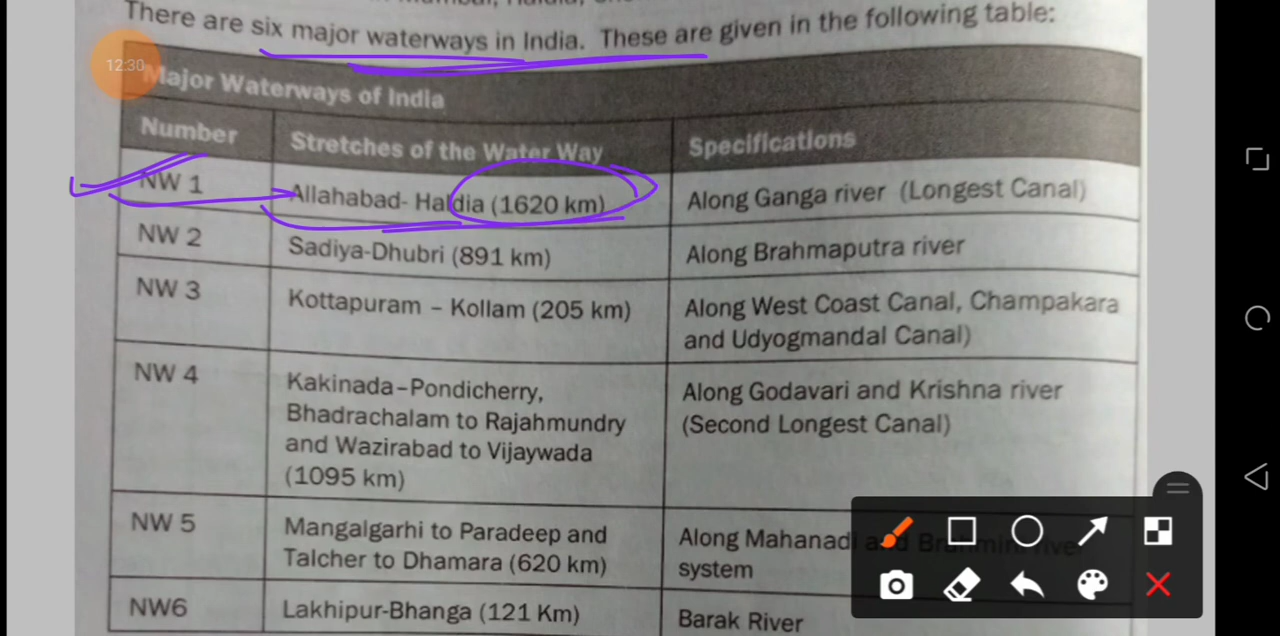 There are six major waterways in India. These are given in the following table:
12:30
Major Waterways of India
Number
Stretches of the Water Way
Specifications
NW 1
Allahabad- Haldia (1620 km)
Along Ganga river (Longest Canal)
NW 2
Sadiya-Dhubri (891 km)
Along Brahmaputra river
NW 3
Kottapuram – Kollam (205 km)
Along West Coast Canal, Champakara
and Udyogmandal Canal)
NW 4
Kakinada–Pondicherry,
Bhadrachalam to Rajahmundry
and Wazirabad to Vijaywada
(1095 km)
Along Godavari and Krishna river
(Second Longest Canal)
NW 5
Mangalgarhi to Paradeep and
Talcher to Dhamara (620 km)
Along Mahanadi and Brahmini river
system
NW6
Lakhipur-Bhanga (121 Km)
Barak River